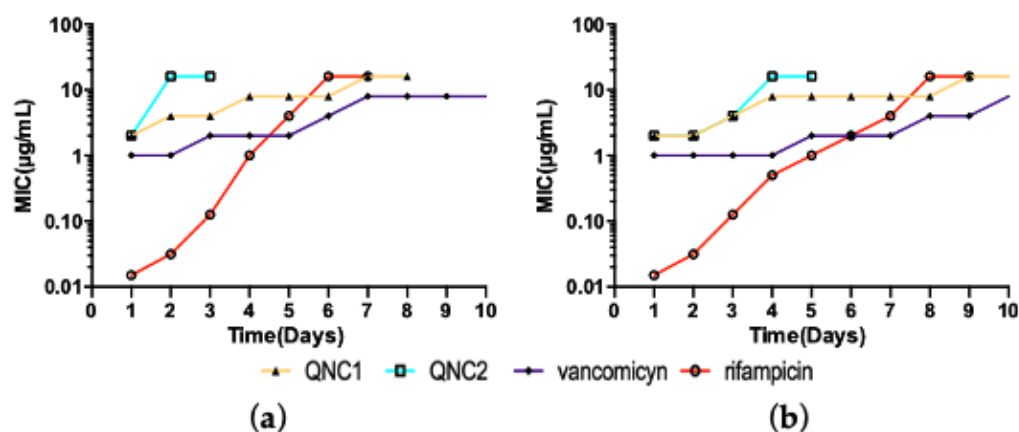 100
10
1
0.10
0.01
MIC(μg/mL)
0 1 2 3 4 5 6 7 8 9 10
Time(Days)
100
10
1
0.10
0.01
MIC(μg/mL)
0 1 2 3 4 5 6 7 8 9 10
Time(Days)
QNC1 QNC2 vancomicyn rifampicin
(a) (b)